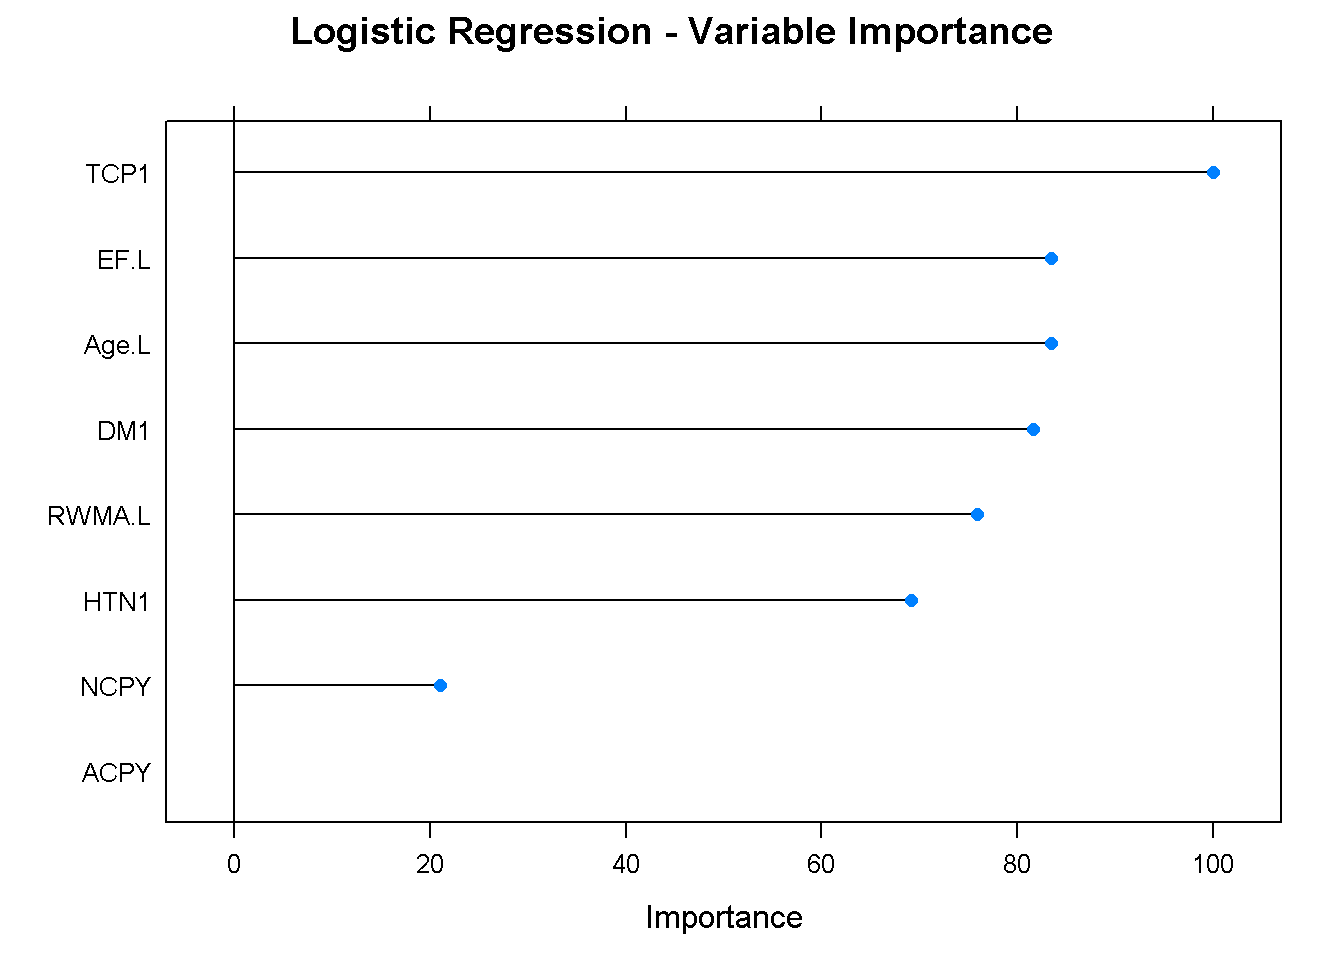 Logistic Regression - Variable Importance
TCP1
EF.L
Age.L
DM1
RWMA.L
HTN1
NCPY
ACPY
0 20 40 60 80 100
Importance